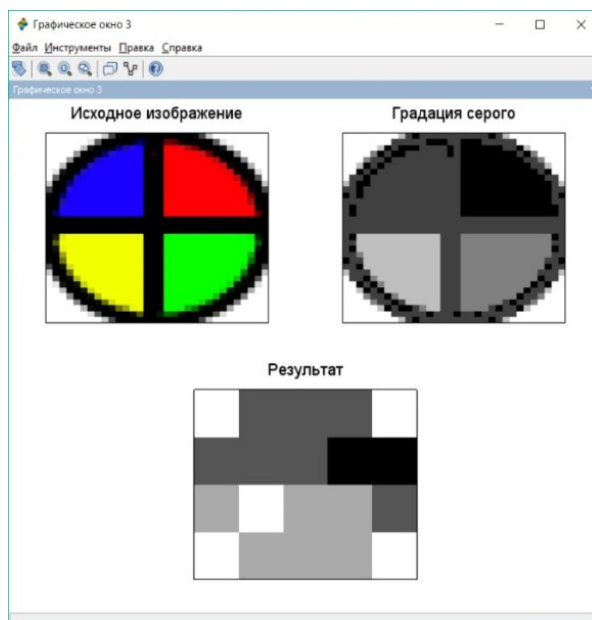 Графическое окно 3
Файл Инструменты Правка Справка
Графическое окно 3
Исходное изображение
Градация серого
Результат